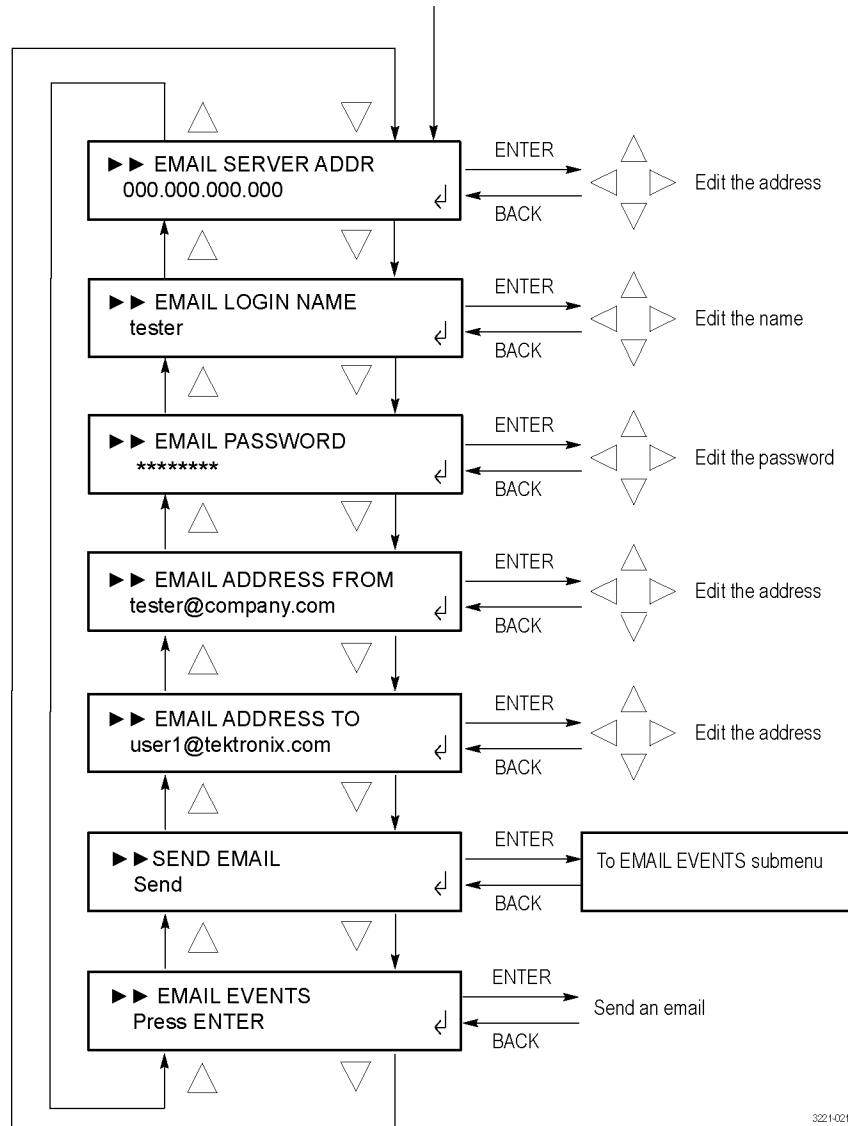 ►► EMAIL SERVER ADDR
000.000.000.000
ENTER
BACK
Edit the address
►► EMAIL LOGIN NAME
tester
ENTER
BACK
Edit the name
►► EMAIL PASSWORD
********
ENTER
BACK
Edit the password
►► EMAIL ADDRESS FROM
tester@company.com
ENTER
BACK
Edit the address
►► EMAIL ADDRESS TO
user1@tektronix.com
ENTER
BACK
Edit the address
►►SEND EMAIL
Send
ENTER
BACK
To EMAIL EVENTS submenu
►► EMAIL EVENTS
Press ENTER
ENTER
BACK
Send an email
3221-021